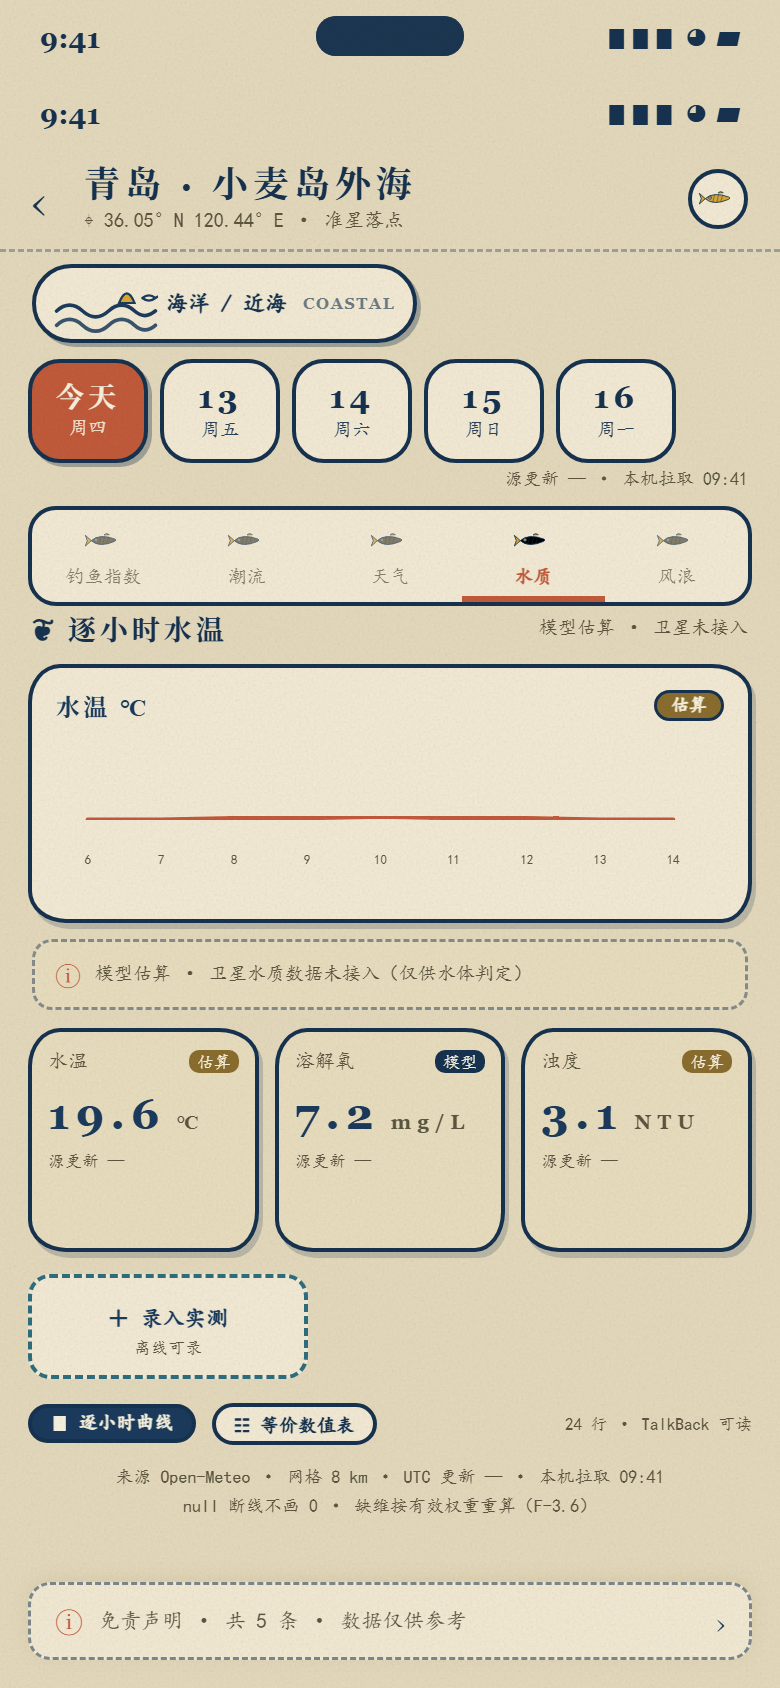 9:41
9:41
青岛 · 小麦岛外海
⌖ 36.05° N 120.44° E • 准星落点
海洋 / 近海 COASTAL
今天 13 14 15 16
周四 周五 周六 周日 周一
源更新 — • 本机拉取 09:41
钓鱼指数 潮流 天气 水质 风浪
❦ 逐小时水温 模型估算 • 卫星未接入
水温 ℃ 估算
6 7 8 9 10 11 12 13 14
ⓘ 模型估算 • 卫星水质数据未接入（仅供水体判定）
水温 估算 溶解氧 模型 浊度 估算
19.6 ℃ 7.2 mg/L 3.1 NTU
源更新 — 源更新 — 源更新 —
＋ 录入实测
离线可录
逐小时曲线 ☷ 等价数值表 24 行 • TalkBack 可读
来源 Open-Meteo • 网格 8 km • UTC 更新 — • 本机拉取 09:41
null 断线不画 0 • 缺维按有效权重重算（F-3.6）
ⓘ 免责声明 • 共 5 条 • 数据仅供参考 ›